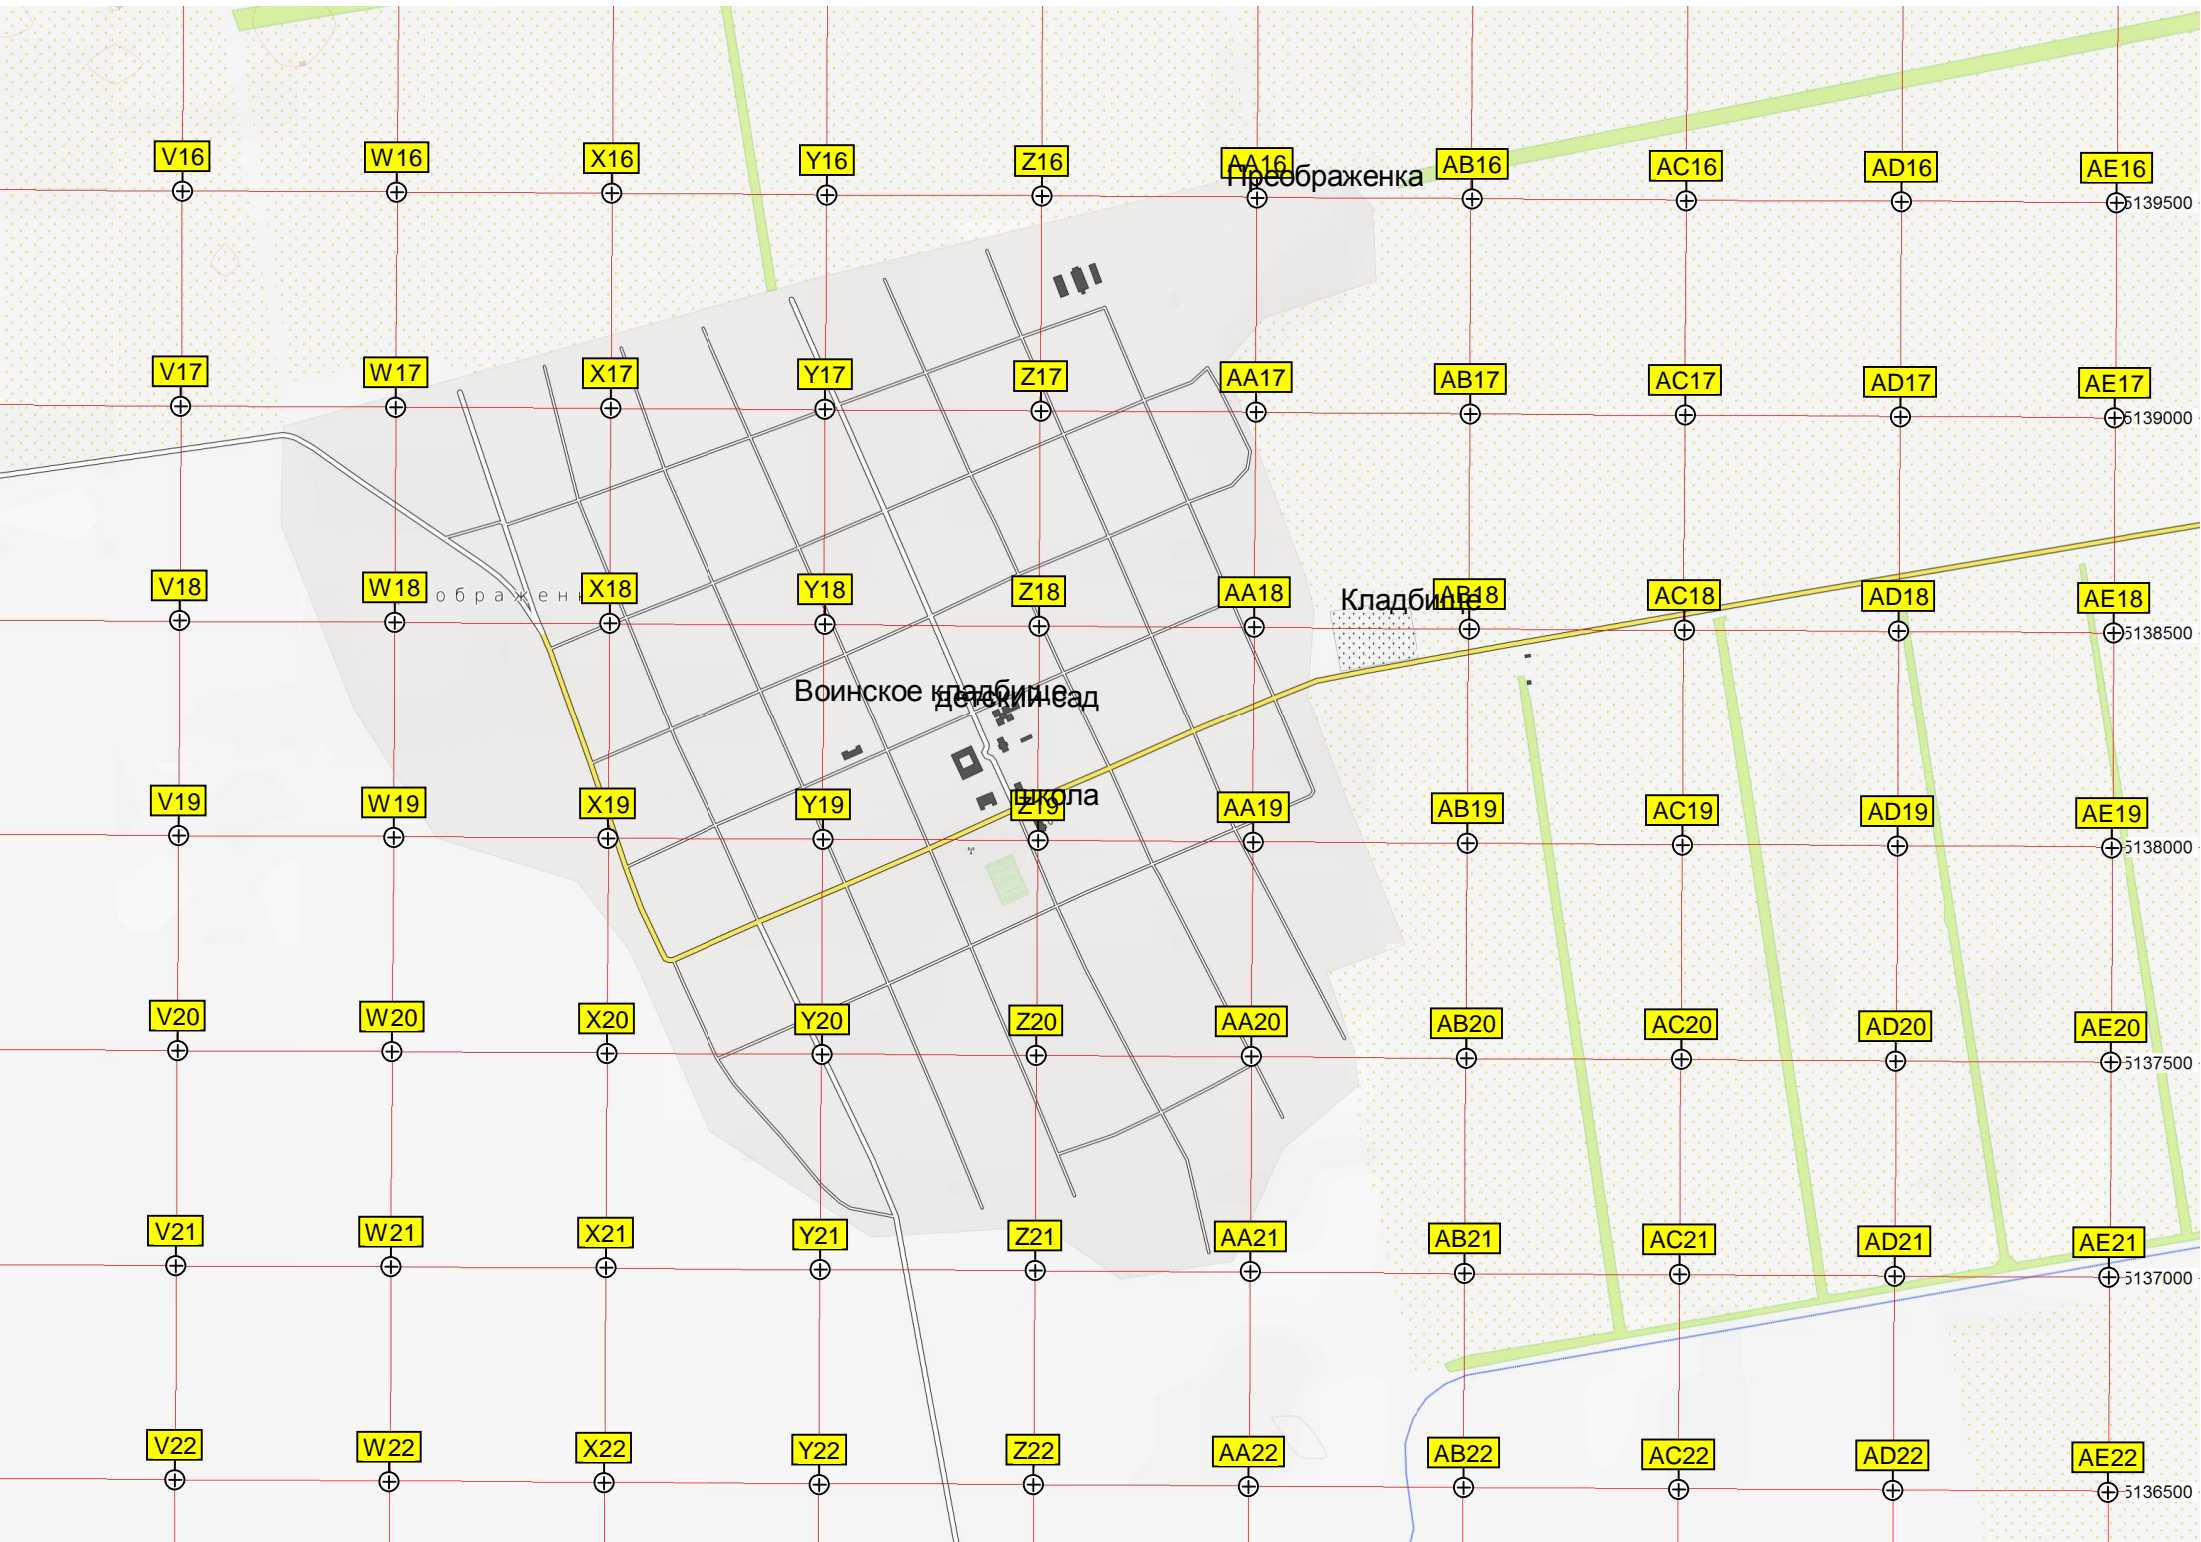 V16 W16 X16 Y16 Z16 AA16 AB16 AC16 AD16 AE16
Преображенка
5139500
V17 W17 X17 Y17 Z17 AA17 AB17 AC17 AD17 AE17
5139000
V18 W18 X18 Y18 Z18 AA18 AB18 AC18 AD18 AE18
ображен
Кладбище
5138500
Воинское кладбище
детский сад
V19 W19 X19 Y19 Z19 AA19 AB19 AC19 AD19 AE19
школа
5138000
V20 W20 X20 Y20 Z20 AA20 AB20 AC20 AD20 AE20
5137500
V21 W21 X21 Y21 Z21 AA21 AB21 AC21 AD21 AE21
5137000
V22 W22 X22 Y22 Z22 AA22 AB22 AC22 AD22 AE22
5136500